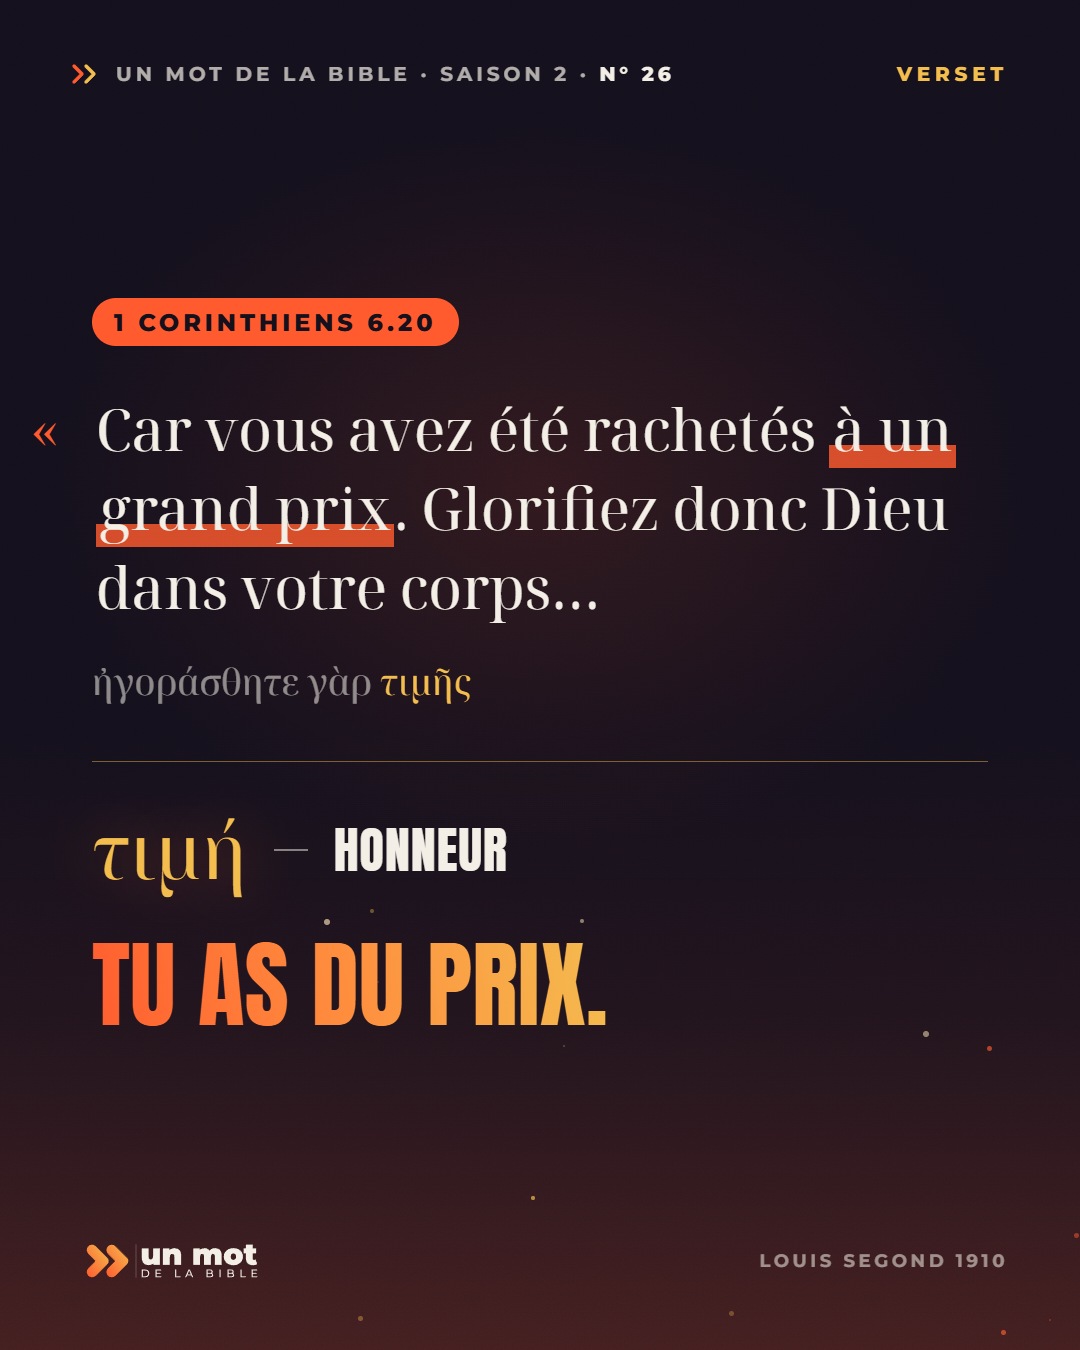 UN MOT DE LA BIBLE · SAISON 2 · N° 26
VERSET
1 CORINTHIENS 6.20
« Car vous avez été rachetés à un
grand prix. Glorifiez donc Dieu
dans votre corps...
ἠγοράσθητε γὰρ τιμῆς
τιμή — HONNEUR
TU AS DU PRIX.
un mot
DE LA BIBLE
LOUIS SEGOND 1910